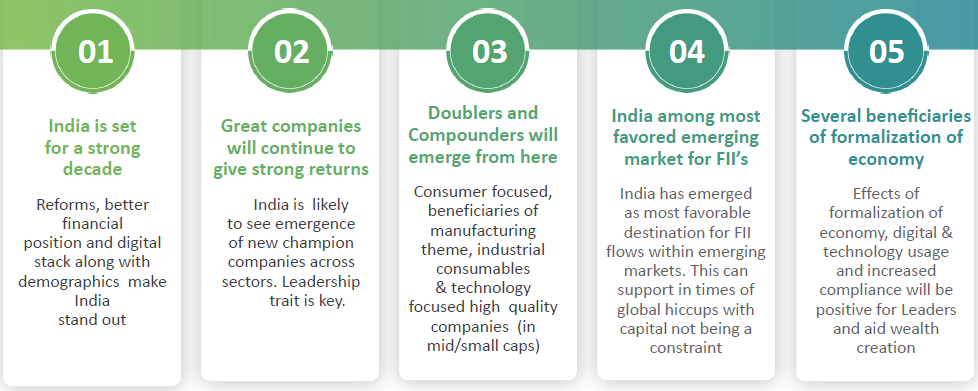 01
India is set
for a strong
decade
Reforms, better
financial
position and digital
stack along with
demographics make
India
stand out
02
Great companies
will continue to
give strong returns
India is likely
to see emergence
of new champion
companies across
sectors. Leadership
trait is key.
03
Doublers and
Compounders will
emerge from here
Consumer focused,
beneficiaries of
manufacturing
theme, industrial
consumables
& technology
focused high quality
companies (in
mid/small caps)
04
India among most
favored emerging
market for FII's
India has emerged
as most favorable
destination for FII
flows within emerging
markets. This can
support in times of
global hiccups with
capital not being a
constraint
05
Several beneficiaries
of formalization of
economy
Effects of
formalization of
economy, digital &
technology usage
and increased
compliance will be
positive for Leaders
and aid wealth
creation